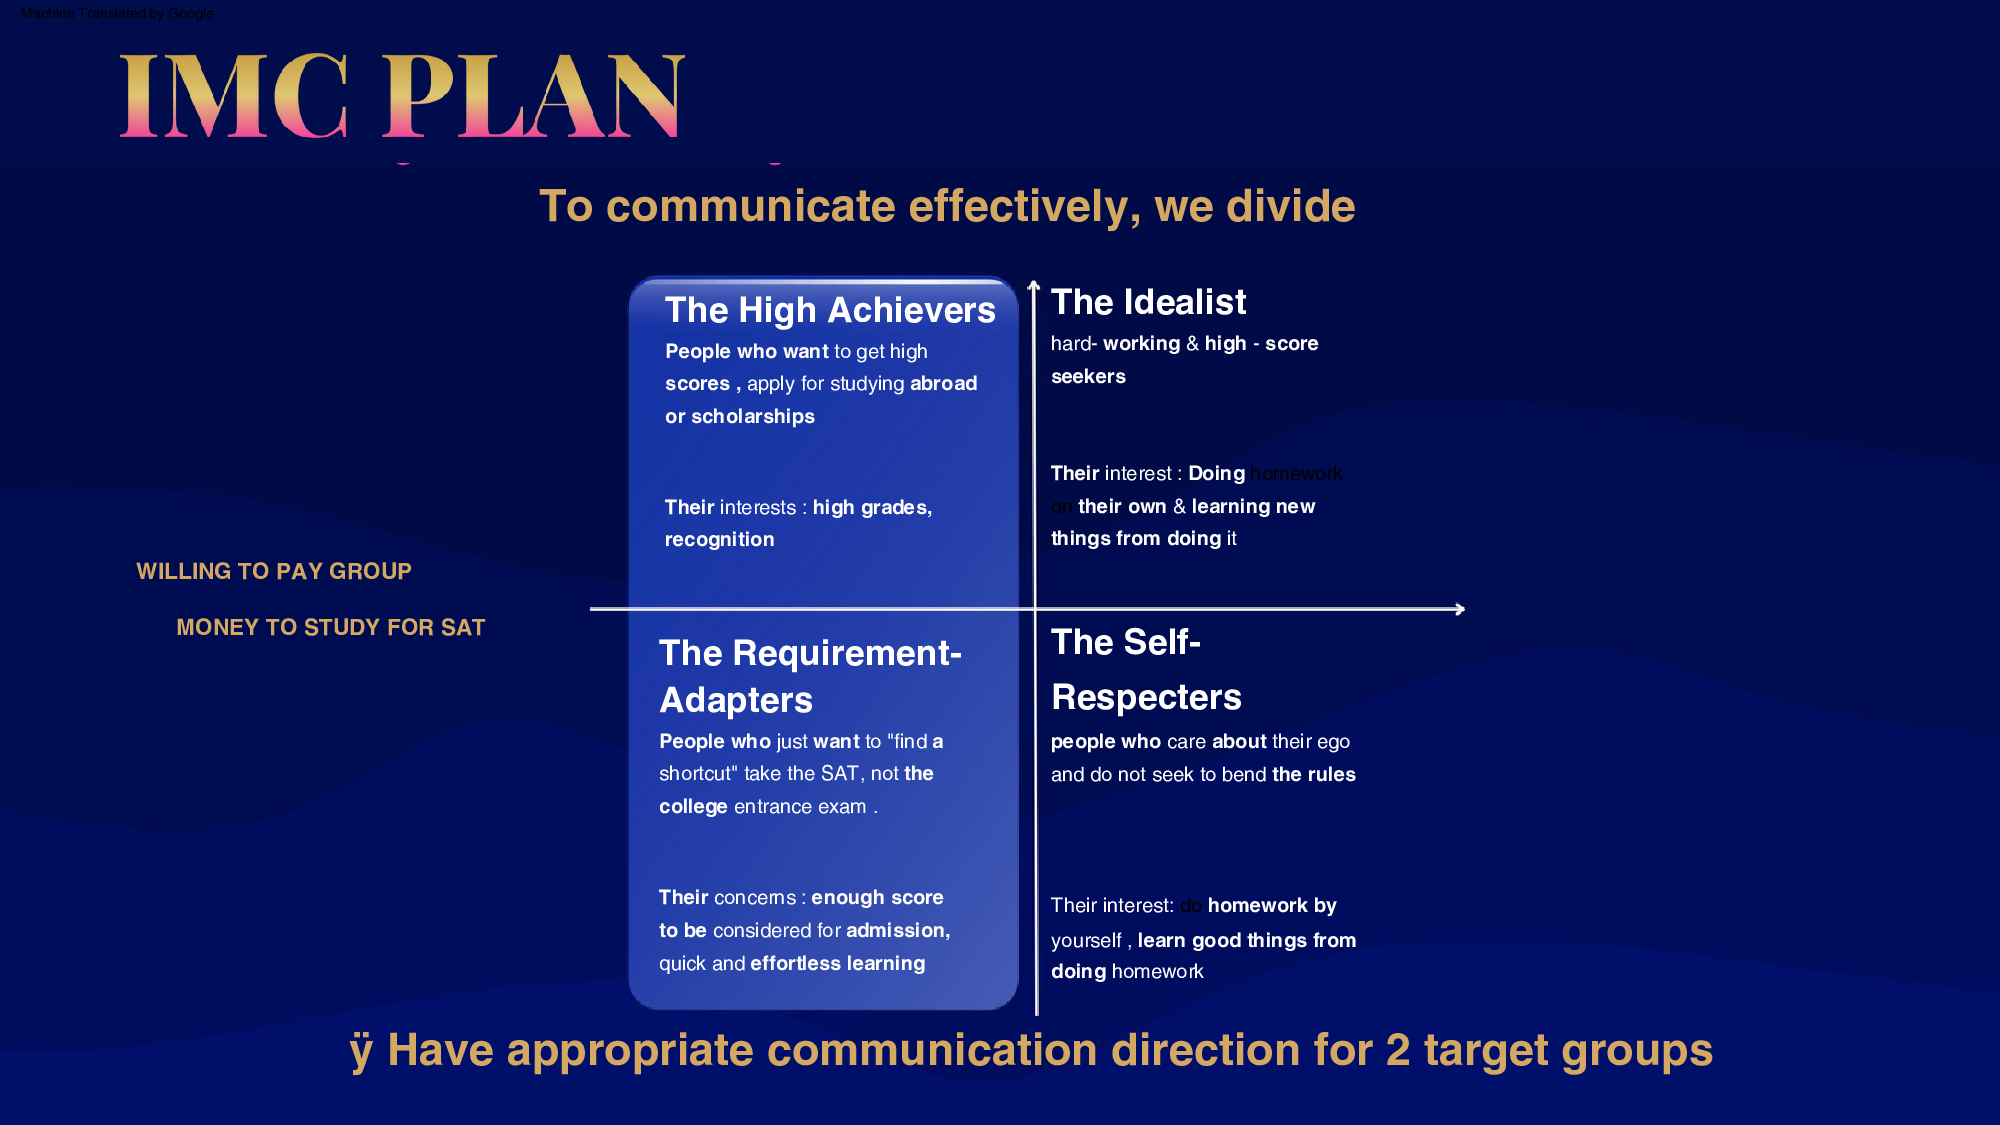 Machine Translated by Google
IMC PLAN
To communicate effectively, we divide
The High Achievers
People who want to get high
scores , apply for studying abroad
or scholarships
Their interests : high grades,
recognition
The Idealist
hard- working & high - score
seekers
Their interest : Doing homework
on their own & learning new
things from doing it
WILLING TO PAY GROUP
MONEY TO STUDY FOR SAT
The Requirement-
Adapters
People who just want to "find a
shortcut" take the SAT, not the
college entrance exam .
Their concerns : enough score
to be considered for admission,
quick and effortless learning
The Self-
Respecters
people who care about their ego
and do not seek to bend the rules
Their interest: do homework by
yourself , learn good things from
doing homework
ÿ Have appropriate communication direction for 2 target groups